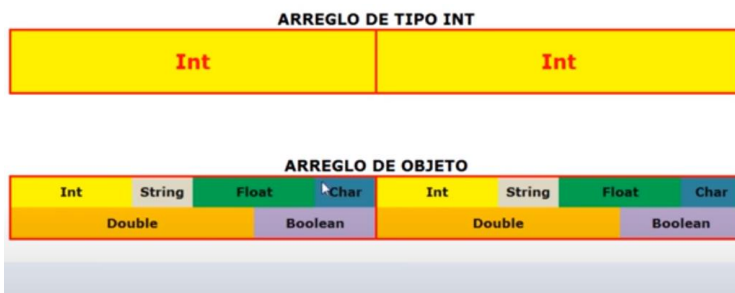 ARREGLO DE TIPO INT
Int Int
ARREGLO DE OBJETO
Int String Float Char Int String Float Char
Double Boolean Double Boolean